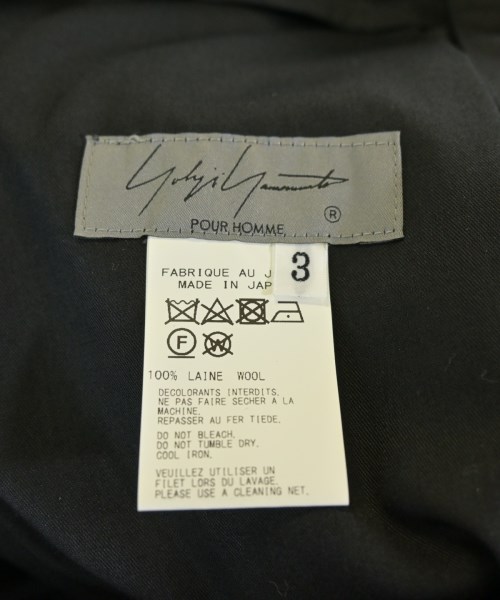 Yohji Yamamoto
®
POUR HOMME
3
FABRIQUE AU J
MADE IN JAP
F
W
100% LAINE WOOL
DECOLORANTS INTERDITS.
NE PAS FAIRE SECHER A LA
MACHINE.
REPASSER AU FER TIEDE.
DO NOT BLEACH.
DO NOT TUMBLE DRY.
COOL IRON.
VEUILLEZ UTILISER UN
FILET LORS DU LAVAGE.
PLEASE USE A CLEANING NET.